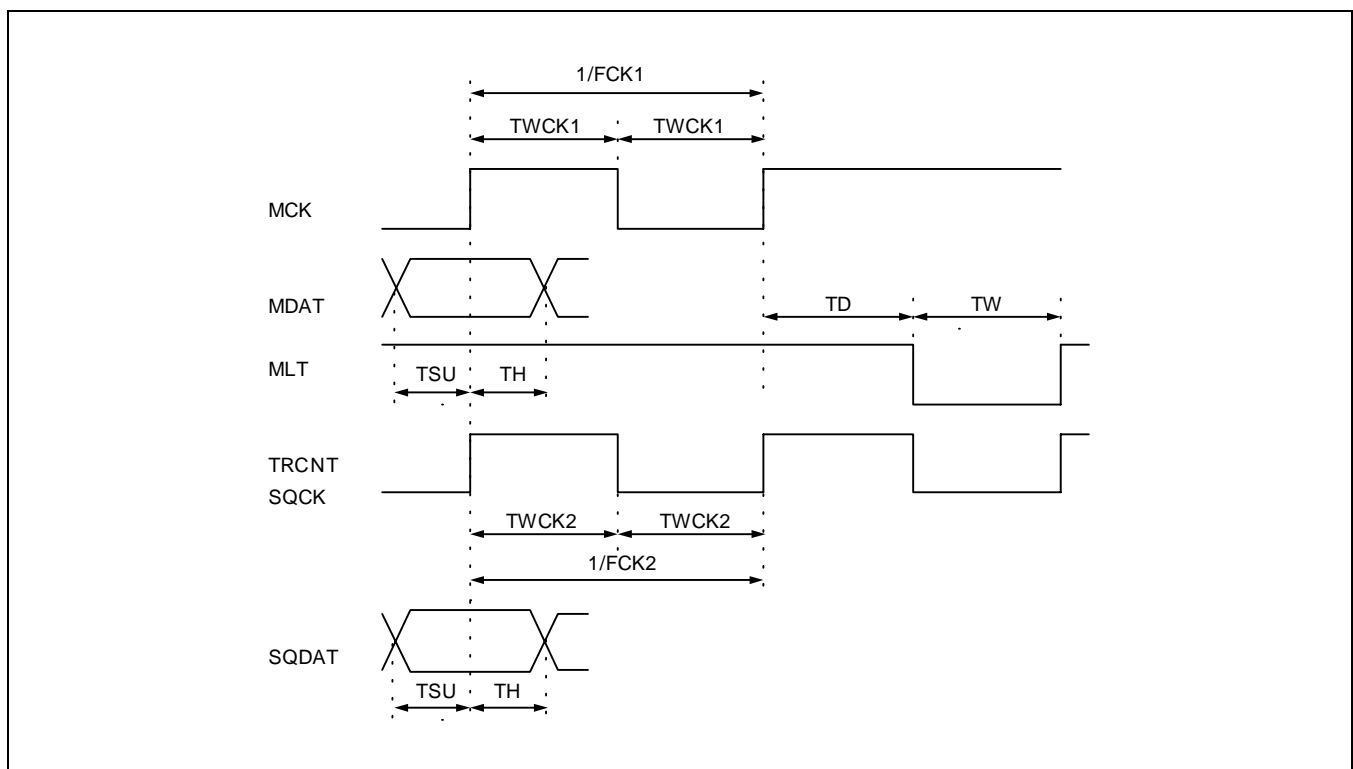 1/FCK1
TWCK1 TWCK1
MCK
MDAT
TD TW
MLT
TSU TH
TRCNT
SQCK
TWCK2 TWCK2
1/FCK2
SQDAT
TSU TH